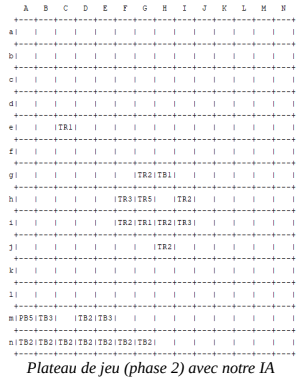 A B C D E F G H I J K L M N
+---+---+---+---+---+---+---+---+---+---+---+---+---+---+
a| | | | | | | | | | | | | | |
+---+---+---+---+---+---+---+---+---+---+---+---+---+---+
b| | | | | | | | | | | | | | |
+---+---+---+---+---+---+---+---+---+---+---+---+---+---+
c| | | | | | | | | | | | | | |
+---+---+---+---+---+---+---+---+---+---+---+---+---+---+
d| | | | | | | | | | | | | | |
+---+---+---+---+---+---+---+---+---+---+---+---+---+---+
e| | |TR1| | | | | | | | | | | |
+---+---+---+---+---+---+---+---+---+---+---+---+---+---+
f| | | | | | | | | | | | | | |
+---+---+---+---+---+---+---+---+---+---+---+---+---+---+
g| | | | | | |TR2|TB1| | | | | | |
+---+---+---+---+---+---+---+---+---+---+---+---+---+---+
h| | | | | |TR3|TR5| |TR2| | | | | |
+---+---+---+---+---+---+---+---+---+---+---+---+---+---+
i| | | | | |TR2|TR1|TR2|TR3| | | | | |
+---+---+---+---+---+---+---+---+---+---+---+---+---+---+
j| | | | | | | |TR2| | | | | | |
+---+---+---+---+---+---+---+---+---+---+---+---+---+---+
k| | | | | | | | | | | | | | |
+---+---+---+---+---+---+---+---+---+---+---+---+---+---+
l| | | | | | | | | | | | | | |
+---+---+---+---+---+---+---+---+---+---+---+---+---+---+
m|PB5|TB3| |TB2|TB3| | | | | | | | | |
+---+---+---+---+---+---+---+---+---+---+---+---+---+---+
n|TB2|TB2|TB2|TB2|TB2|TB2|TB2| | | | | | | |
+---+---+---+---+---+---+---+---+---+---+---+---+---+---+
Plateau de jeu (phase 2) avec notre IA